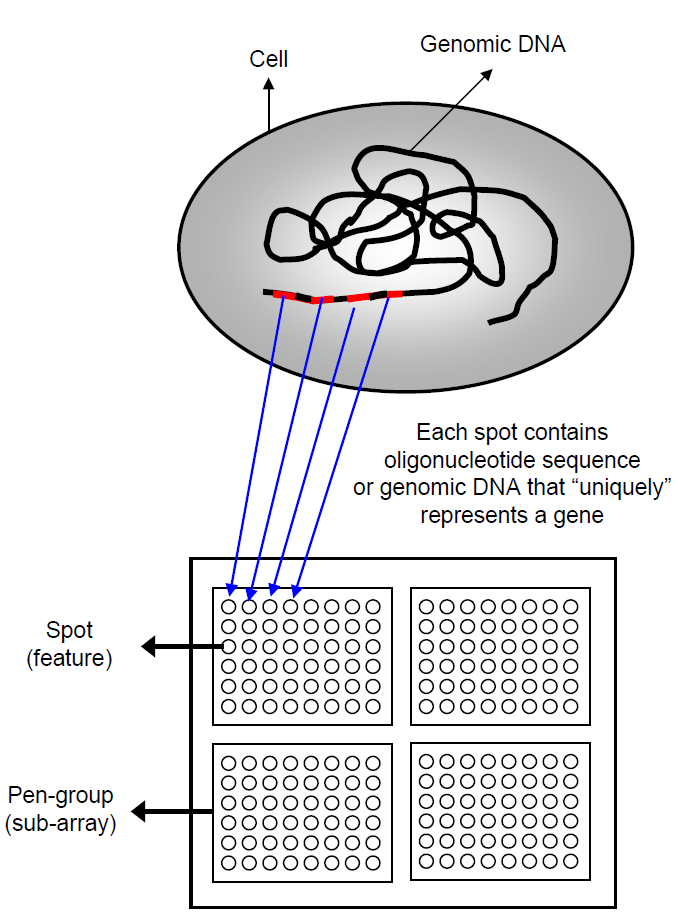 Genomic DNA
Cell
Each spot contains
oligonucleotide sequence
or genomic DNA that “uniquely”
represents a gene
Spot
(feature)
Pen-group
(sub-array)